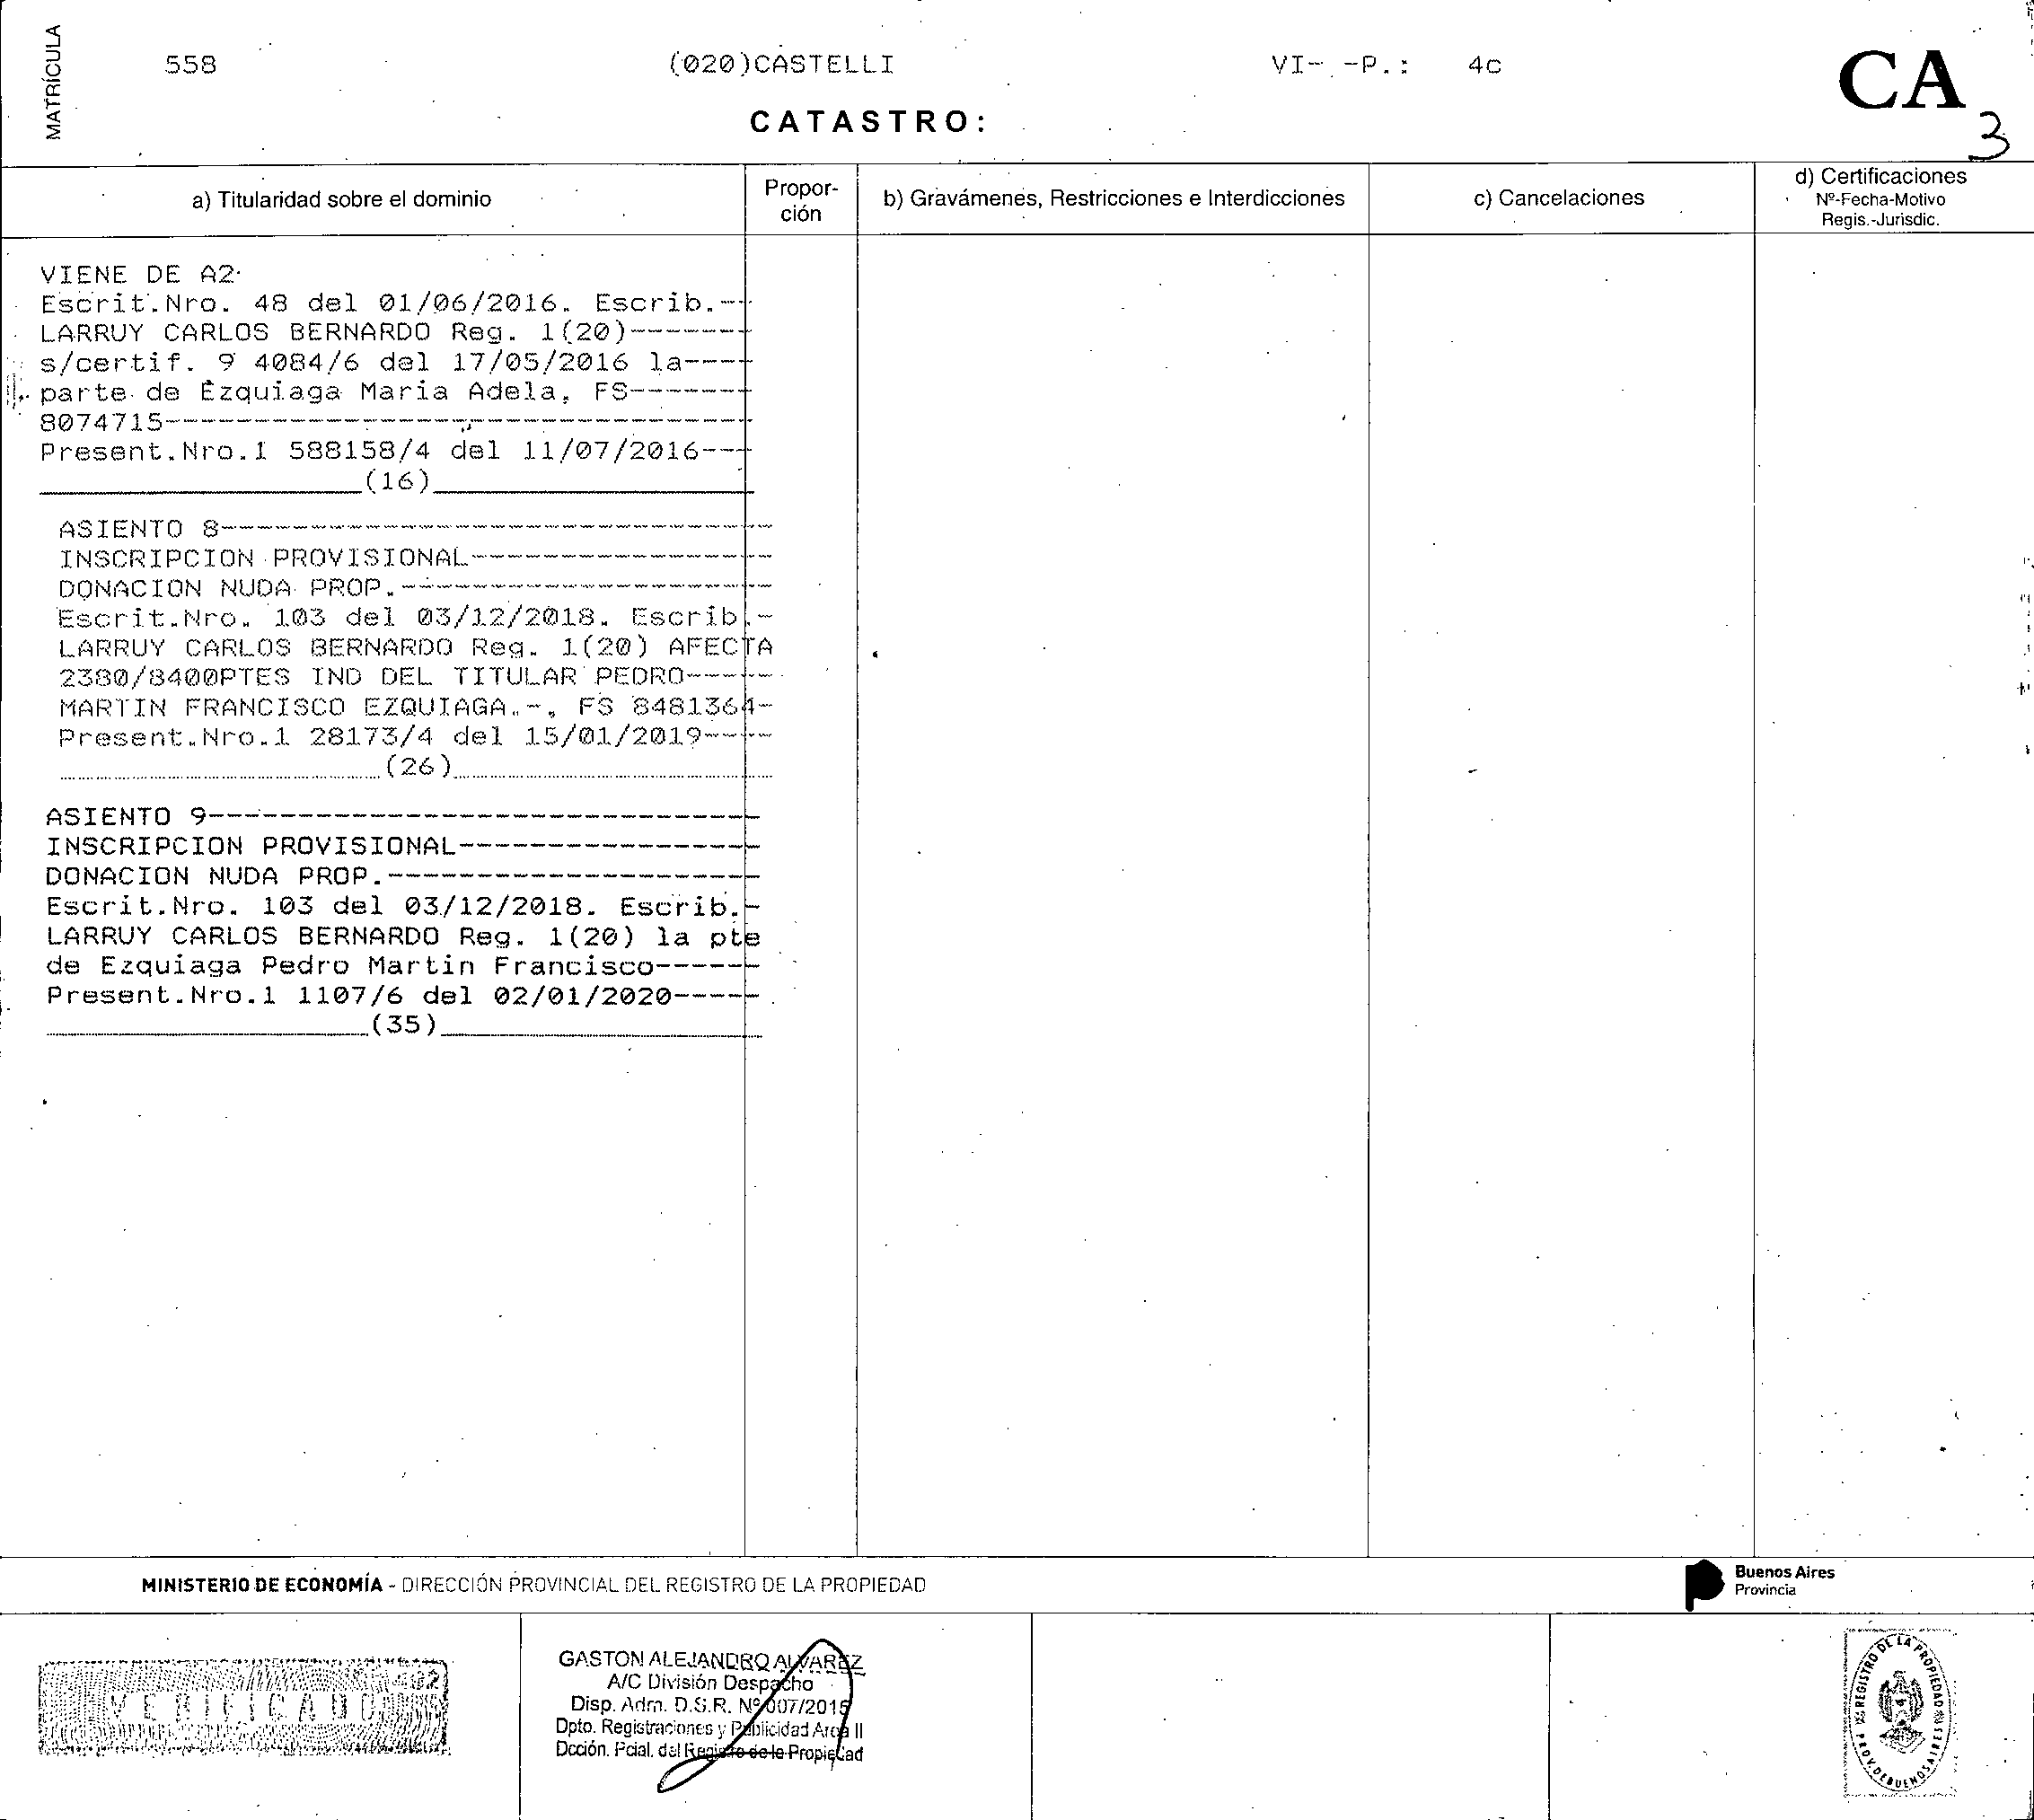 MATRÍCULA
558 (020)CASTELLI VI- -P.: 4c
CA
3
CATASTRO:
a) Titularidad sobre el dominio
Propor-
ción
b) Gravámenes, Restricciones e Interdicciones
c) Cancelaciones
d) Certificaciones
Nº-Fecha-Motivo
Regis.-Jurisdic.
VIENE DE A2
Escrit.Nro. 48 del 01/06/2016. Escrib.--
LARRUY CARLOS BERNARDO Reg. 1(20)-------
s/certif. 9 4084/6 del 17/05/2016 la----
parte de Ezquiaga Maria Adela, FS-------
8074715---------------------------------
Present.Nro.1 588158/4 del 11/07/2016---
__________________(16)__________________
ASIENTO 8-------------------------------
INSCRIPCION PROVISIONAL-----------------
DONACION NUDA PROP.---------------------
Escrit.Nro. 103 del 03/12/2018. Escrib.-
LARRUY CARLOS BERNARDO Reg. 1(20) AFECTA
2380/8400PTES IND DEL TITULAR PEDRO-----
MARTIN FRANCISCO EZQUIAGA.-, FS 8481364-
Present.Nro.1 28173/4 del 15/01/2019----
__________________(26)__________________
ASIENTO 9-------------------------------
INSCRIPCION PROVISIONAL-----------------
DONACION NUDA PROP.---------------------
Escrit.Nro. 103 del 03/12/2018. Escrib.-
LARRUY CARLOS BERNARDO Reg. 1(20) la pte
de Ezquiaga Pedro Martin Francisco------
Present.Nro.1 1107/6 del 02/01/2020-----
__________________(35)__________________
MINISTERIO DE ECONOMÍA - DIRECCIÓN PROVINCIAL DEL REGISTRO DE LA PROPIEDAD
Buenos Aires
Provincia
VERIFICADO
GASTON ALEJANDRO ALVAREZ
A/C División Despacho
Disp. Adm. D.S.R. Nº 007/2015
Dpto. Registraciones y Publicidad Area II
Dcción. Pcial. del Registro de la Propiedad
REGISTRO DE LA PROPIEDAD
PROV. DE BUENOS AIRES